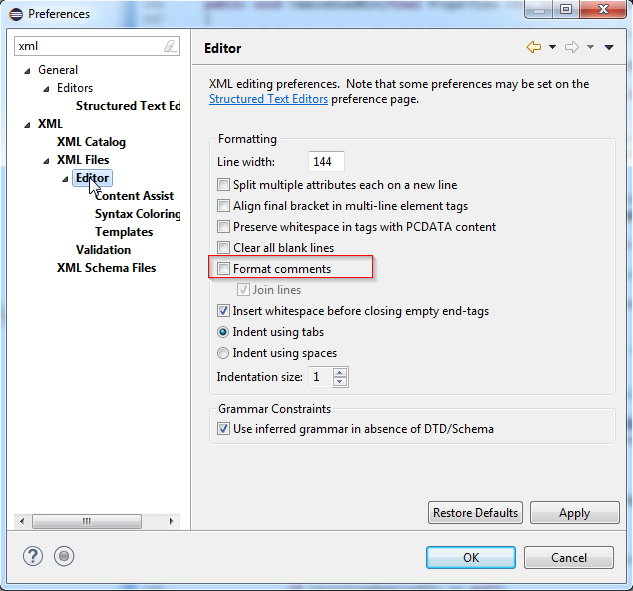 Preferences
xml
General
Editors
Structured Text Ed
XML
XML Catalog
XML Files
Editor
Content Assist
Syntax Coloring
Templates
Validation
XML Schema Files
Editor
XML editing preferences.  Note that some preferences may be set on the
Structured Text Editors preference page.
Formatting
Line width: 144
Split multiple attributes each on a new line
Align final bracket in multi-line element tags
Preserve whitespace in tags with PCDATA content
Clear all blank lines
Format comments
Join lines
Insert whitespace before closing empty end-tags
Indent using tabs
Indent using spaces
Indentation size: 1
Grammar Constraints
Use inferred grammar in absence of DTD/Schema
Restore Defaults Apply
? OK Cancel